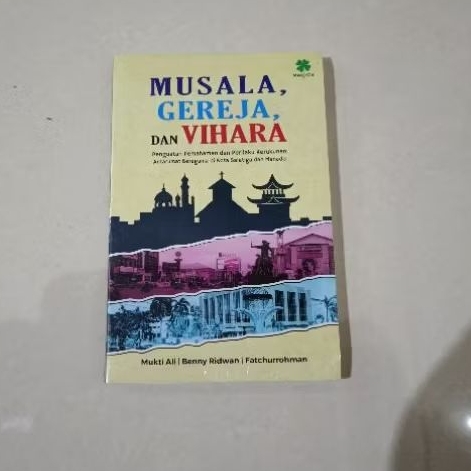 MUSALA,
GEREJA,
DAN VIHARA
Penguatan Pemahaman dan Perilaku Kerukunan
Antarumat Beragama di Kota Salatiga dan Manado
Mukti Ali | Benny Ridwan | Fatchurrohman